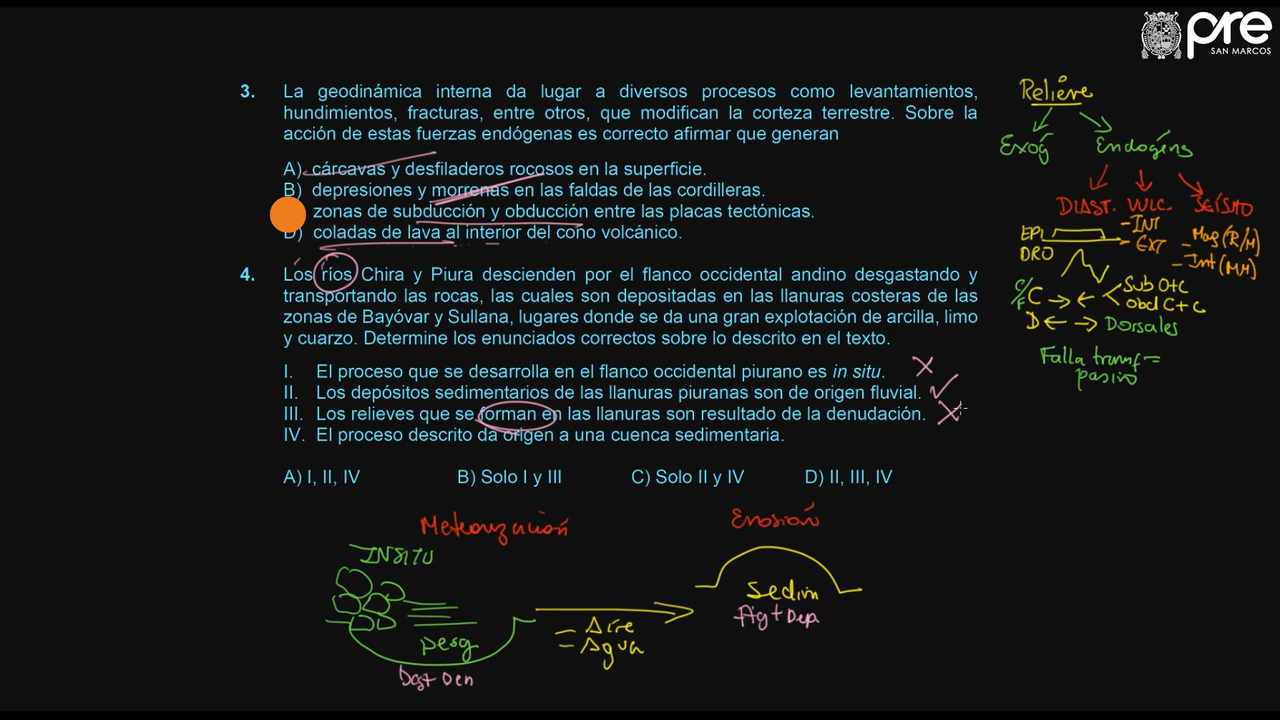 pre
SAN MARCOS
3. La geodinámica interna da lugar a diversos procesos como levantamientos,
hundimientos, fracturas, entre otros, que modifican la corteza terrestre. Sobre la
acción de estas fuerzas endógenas es correcto afirmar que generan
A) cárcavas y desfiladeros rocosos en la superficie.
B) depresiones y morrenas en las faldas de las cordilleras.
zonas de subducción y obducción entre las placas tectónicas.
D) coladas de lava al interior del cono volcánico.
4. Los ríos Chira y Piura descienden por el flanco occidental andino desgastando y
transportando las rocas, las cuales son depositadas en las llanuras costeras de las
zonas de Bayóvar y Sullana, lugares donde se da una gran explotación de arcilla, limo
y cuarzo. Determine los enunciados correctos sobre lo descrito en el texto.
I. El proceso que se desarrolla en el flanco occidental piurano es in situ.
II. Los depósitos sedimentarios de las llanuras piuranas son de origen fluvial.
III. Los relieves que se forman en las llanuras son resultado de la denudación.
IV. El proceso descrito da origen a una cuenca sedimentaria.
A) I, II, IV B) Solo I y III C) Solo II y IV D) II, III, IV
Relieve
Exóg Endógens
DIAST. VULC. SEÍSMO
EPI
DRO
- INT
- EXT
- Mag (R/M)
- Int (MM)
C/F C → ← Sub O+C
Obd C+C
D ← → Dorsales
Falla transf =
pasivo
Meteorización
INSITU
Desg
Dgt Den
- Aire
- Agua
Erosión
Sedim
Ag + Dep